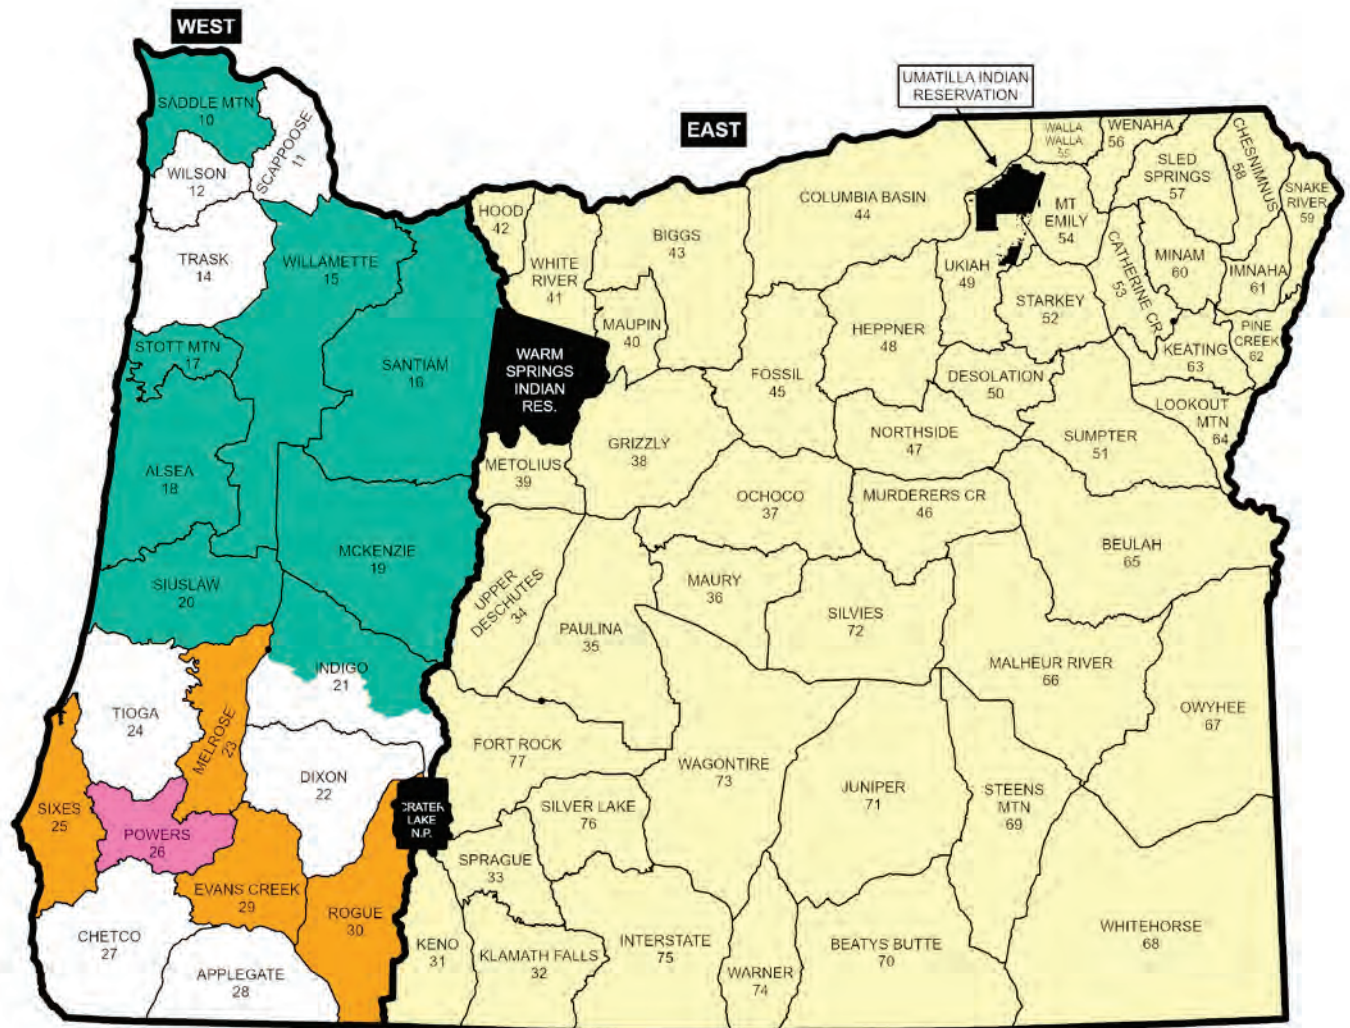 WEST
SADDLE MTN
10
SCAPPOOSE
11
WILSON
12
TRASK
14
WILLAMETTE
15
STOTT MTN
17
SANTIAM
16
ALSEA
18
MCKENZIE
19
SIUSLAW
20
INDIGO
21
TIOGA
24
MELROSE
23
DIXON
22
SIXES
25
POWERS
26
EVANS CREEK
29
ROGUE
30
CHETCO
27
APPLEGATE
28
CRATER
LAKE
N.P.
EAST
UMATILLA INDIAN
RESERVATION
HOOD
42
WHITE
RIVER
41
BIGGS
43
MAUPIN
40
WARM
SPRINGS
INDIAN
RES.
COLUMBIA BASIN
44
WALLA
WALLA
55
WENAHA
56
SLED
SPRINGS
57
CHESNIMNUS
58
SNAKE
RIVER
59
MT
EMILY
54
UKIAH
49
CATHERINE CR
53
MINAM
60
IMNAHA
61
STARKEY
52
HEPPNER
48
PINE
CREEK
62
KEATING
63
FOSSIL
45
DESOLATION
50
LOOKOUT
MTN
64
GRIZZLY
38
NORTHSIDE
47
SUMPTER
51
METOLIUS
39
OCHOCO
37
MURDERERS CR
46
BEULAH
65
UPPER
DESCHUTES
34
MAURY
36
PAULINA
35
SILVIES
72
MALHEUR RIVER
66
OWYHEE
67
FORT ROCK
77
WAGONTIRE
73
JUNIPER
71
STEENS
MTN
69
SILVER LAKE
76
SPRAGUE
33
KENO
31
KLAMATH FALLS
32
INTERSTATE
75
WARNER
74
BEATYS BUTTE
70
WHITEHORSE
68